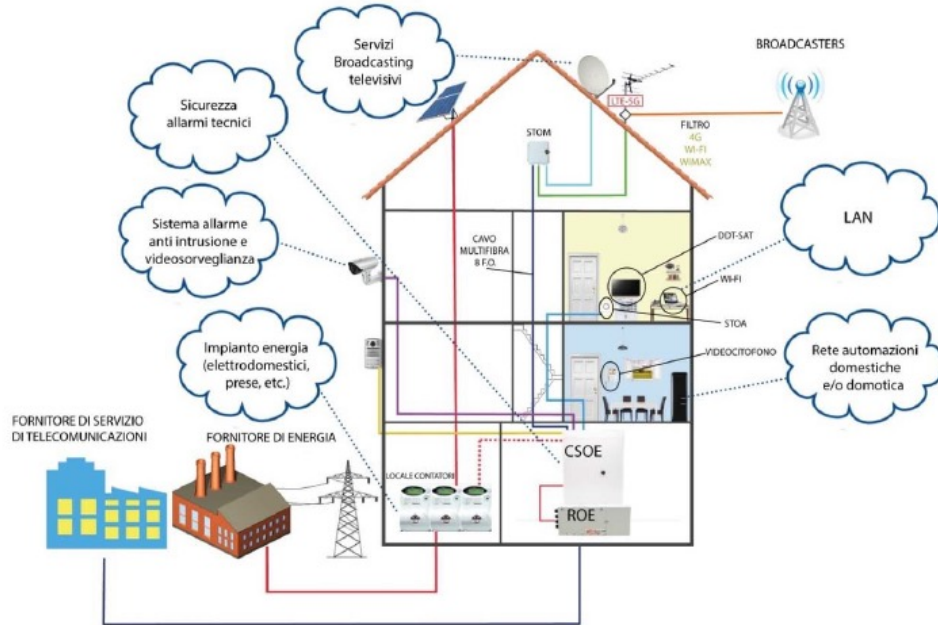 Servizi
Broadcasting
televisivi
BROADCASTERS
Sicurezza
allarmi tecnici
LTE-5G
STOM
FILTRO
4G
WI-FI
WIMAX
Sistema allarme
anti intrusione e
videosorveglianza
CAVO
MULTIFIBRA
8 F.O.
DDT-SAT
LAN
WI-FI
STOA
Impianto energia
(elettrodomestici,
prese, etc.)
VIDEOCITOFONO
Rete automazioni
domestiche
e/o domotica
FORNITORE DI SERVIZIO
DI TELECOMUNICAZIONI
FORNITORE DI ENERGIA
LOCALE CONTATORI
CSOE
ROE